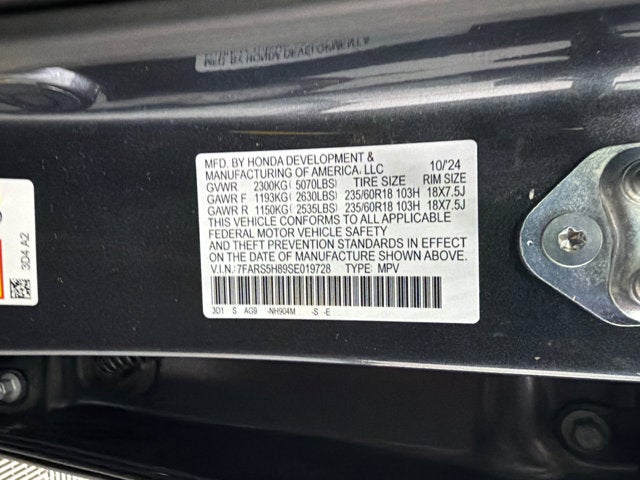 MFD. BY HONDA DEVELOPMENT &
MANUFACTURING OF AMERICA, LLC 10/'24
GVWR 2300KG( 5070LBS) TIRE SIZE RIM SIZE
GAWR F 1193KG( 2630LBS) 235/60R18 103H 18X7.5J
GAWR R 1150KG( 2535LBS) 235/60R18 103H 18X7.5J
THIS VEHICLE CONFORMS TO ALL APPLICABLE
FEDERAL MOTOR VEHICLE SAFETY
AND THEFT PREVENTION STANDARDS IN EFFECT
ON THE DATE OF MANUFACTURE SHOWN ABOVE.
V.I.N.:7FARS5H89SE019728 TYPE: MPV
3D1 S AG9 -NH904M -S -E
3D4 A2